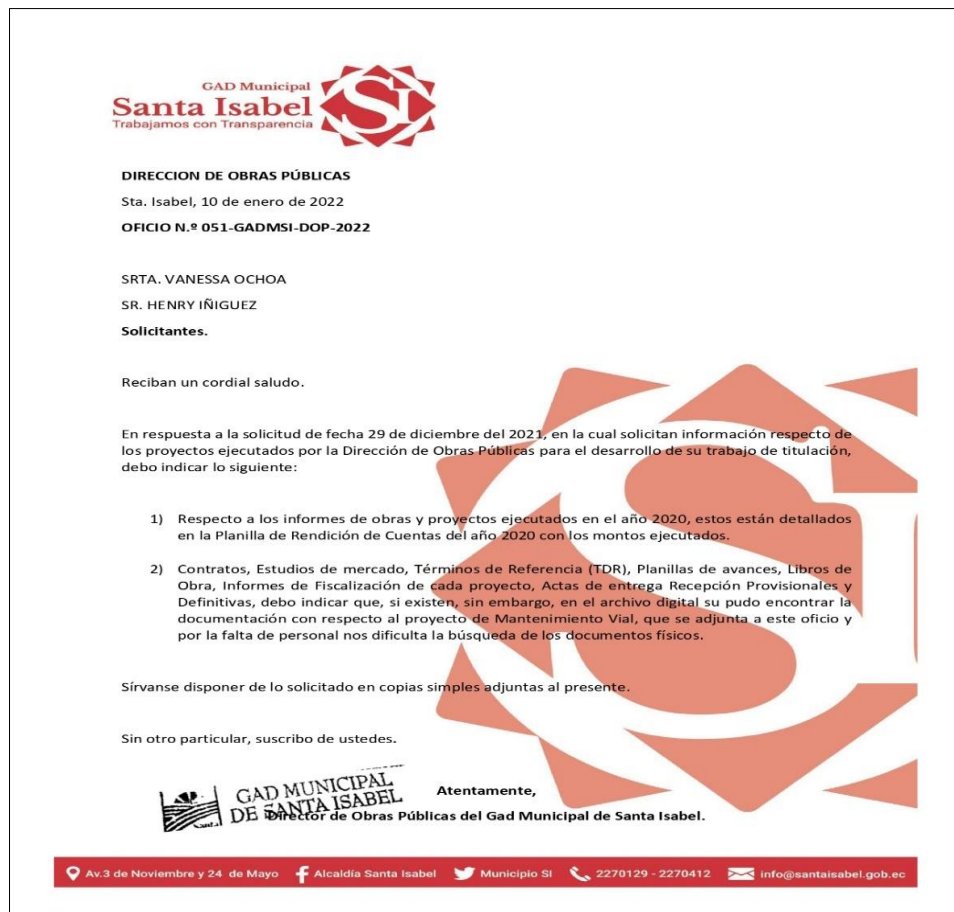 GAD Municipal
Santa Isabel
Trabajamos con Transparencia
SI
DIRECCION DE OBRAS PÚBLICAS
Sta. Isabel, 10 de enero de 2022
OFICIO N.º 051-GADMSI-DOP-2022
SRTA. VANESSA OCHOA
SR. HENRY IÑIGUEZ
Solicitantes.
Reciban un cordial saludo.
En respuesta a la solicitud de fecha 29 de diciembre del 2021, en la cual solicitan información respecto de
los proyectos ejecutados por la Dirección de Obras Públicas para el desarrollo de su trabajo de titulación,
debo indicar lo siguiente:
1) Respecto a los informes de obras y proyectos ejecutados en el año 2020, estos están detallados
en la Planilla de Rendición de Cuentas del año 2020 con los montos ejecutados.
2) Contratos, Estudios de mercado, Términos de Referencia (TDR), Planillas de avances, Libros de
Obra, Informes de Fiscalización de cada proyecto, Actas de entrega Recepción Provisionales y
Definitivas, debo indicar que, si existen, sin embargo, en el archivo digital su pudo encontrar la
documentación con respecto al proyecto de Mantenimiento Vial, que se adjunta a este oficio y
por la falta de personal nos dificulta la búsqueda de los documentos físicos.
Sírvanse disponer de lo solicitado en copias simples adjuntas al presente.
Sin otro particular, suscribo de ustedes.
GAD MUNICIPAL
DE SANTA ISABEL
Atentamente,
Director de Obras Públicas del Gad Municipal de Santa Isabel.
Av.3 de Noviembre y 24 de Mayo Alcaldía Santa Isabel Municipio SI 2270129 - 2270412 info@santaisabel.gob.ec